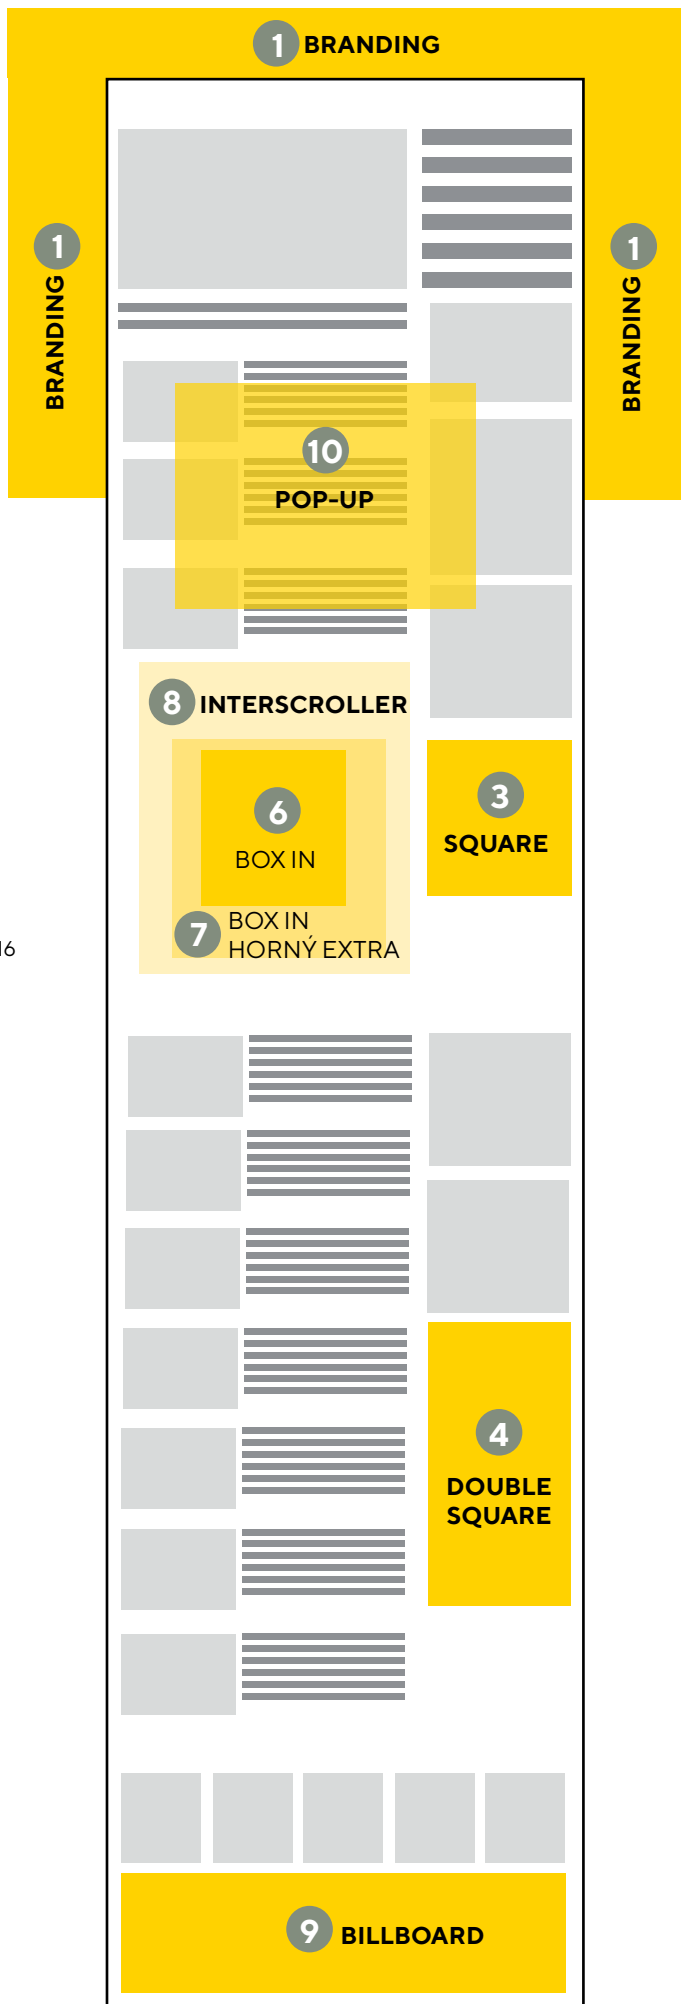 1 BRANDING
1 BRANDING
1 BRANDING
10
POP-UP
8 INTERSCROLLER
6
BOX IN
3
SQUARE
7 BOX IN
HORNÝ EXTRA
16
4
DOUBLE
SQUARE
9 BILLBOARD